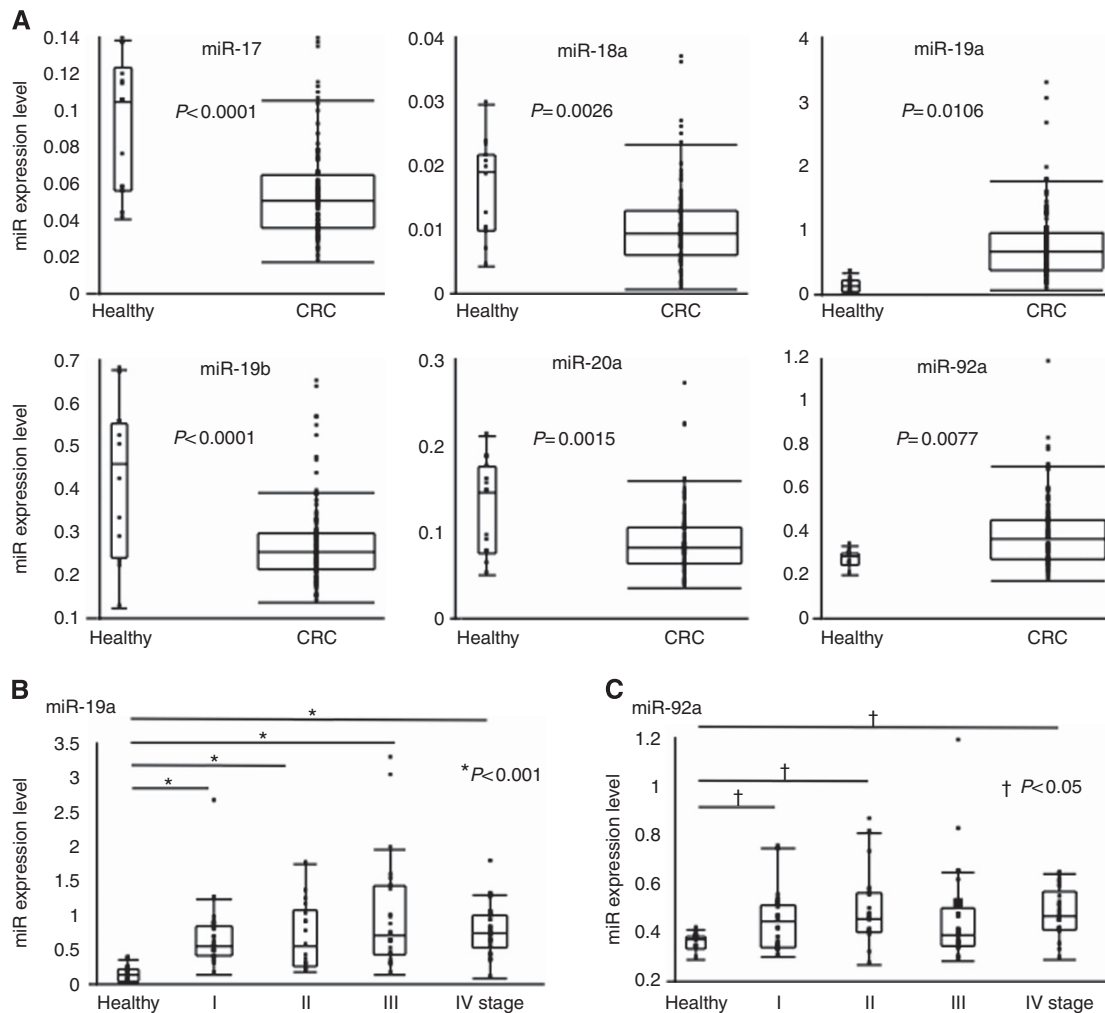 A
miR-17
miR expression level
0.14
0.12
0.1
0.08
0.06
0.04
0.02
0
P<0.0001
Healthy
CRC
miR-18a
0.04
0.03
0.02
0.01
0
P=0.0026
Healthy
CRC
miR-19a
4
3
2
1
0
P=0.0106
Healthy
CRC
miR-19b
miR expression level
0.7
0.6
0.5
0.4
0.3
0.2
0.1
P<0.0001
Healthy
CRC
miR-20a
0.3
0.2
0.1
0
P=0.0015
Healthy
CRC
miR-92a
1.2
1
0.8
0.6
0.4
0.2
0
P=0.0077
Healthy
CRC
B
miR-19a
miR expression level
3.5
3
2.5
2
1.5
1
0.5
0
*
*
*
*
*P<0.001
Healthy
I
II
III
IV stage
C
miR-92a
miR expression level
1.2
1
0.8
0.6
0.4
0.2
†
†
†
† P<0.05
Healthy
I
II
III
IV stage